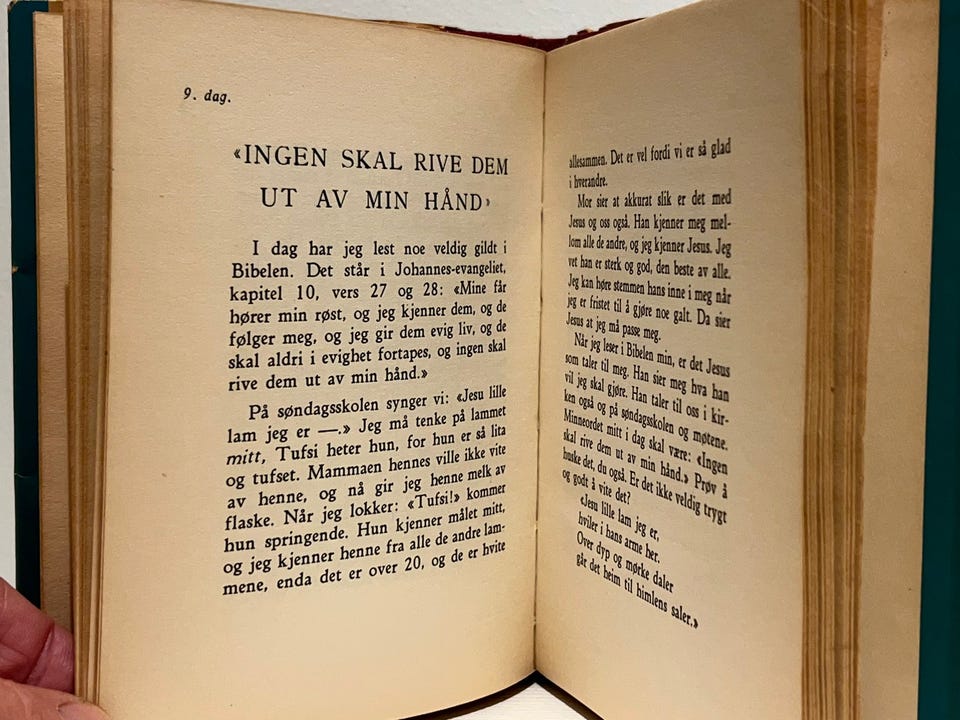 9. dag.
«INGEN SKAL RIVE DEM
UT AV MIN HÅND»
I dag har jeg lest noe veldig gildt i
Bibelen. Det står i Johannes-evangeliet,
kapitel 10, vers 27 og 28: «Mine får
hører min røst, og jeg kjenner dem, og de
følger meg, og jeg gir dem evig liv, og de
skal aldri i evighet fortapes, og ingen skal
rive dem ut av min hånd.»
På søndagsskolen synger vi: «Jesu lille
lam jeg er —.» Jeg må tenke på lammet
mitt, Tufsi heter hun, for hun er så lita
og tufset. Mammaen hennes ville ikke vite
av henne, og nå gir jeg henne melk av
flaske. Når jeg lokker: «Tufsi!» kommer
hun springende. Hun kjenner målet mitt,
og jeg kjenner henne fra alle de andre lam-
mene, enda det er over 20, og de er hvite
allesammen. Det er vel fordi vi er så glad
i hverandre.
Mor sier at akkurat slik er det med
Jesus og oss også. Han kjenner meg mel-
lom alle de andre, og jeg kjenner Jesus. Jeg
vet han er sterk og god, den beste av alle.
Jeg kan høre stemmen hans inne i meg når
jeg er fristet til å gjøre noe galt. Da sier
Jesus at jeg må passe meg.
Når jeg leser i Bibelen min, er det Jesus
som taler til meg. Han sier meg hva han
vil jeg skal gjøre. Han taler til oss i kir-
ken også og på søndagsskolen og møtene.
Minneordet mitt i dag skal være: «Ingen
skal rive dem ut av min hånd.» Prøv å
huske det, du også. Er det ikke veldig trygt
og godt å vite det?
«Jesu lille lam jeg er,
hviler i hans arme her.
Over dyp og mørke daler
går det heim til himlens saler.»